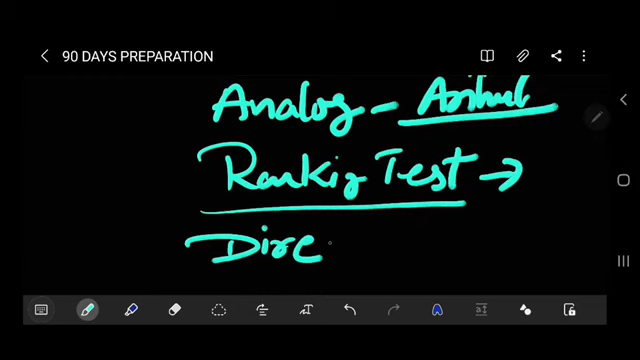 90 DAYS PREPARATION
Analog -
Rankig Test →
Dire